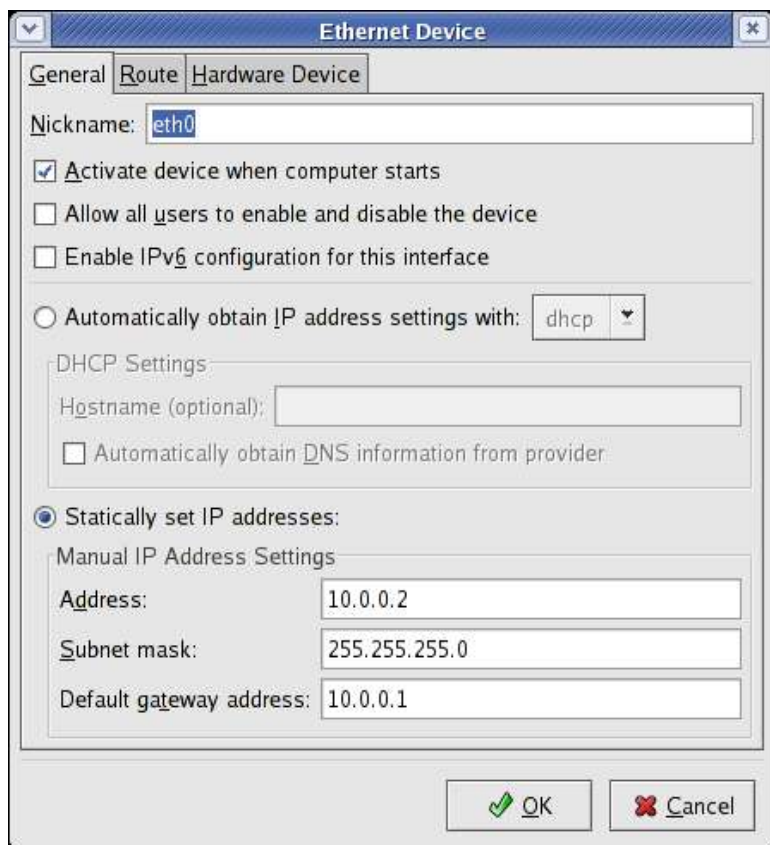 Ethernet Device
General Route Hardware Device
Nickname: eth0
Activate device when computer starts
Allow all users to enable and disable the device
Enable IPv6 configuration for this interface
Automatically obtain IP address settings with: dhcp
DHCP Settings
Hostname (optional):
Automatically obtain DNS information from provider
Statically set IP addresses:
Manual IP Address Settings
Address: 10.0.0.2
Subnet mask: 255.255.255.0
Default gateway address: 10.0.0.1
OK Cancel